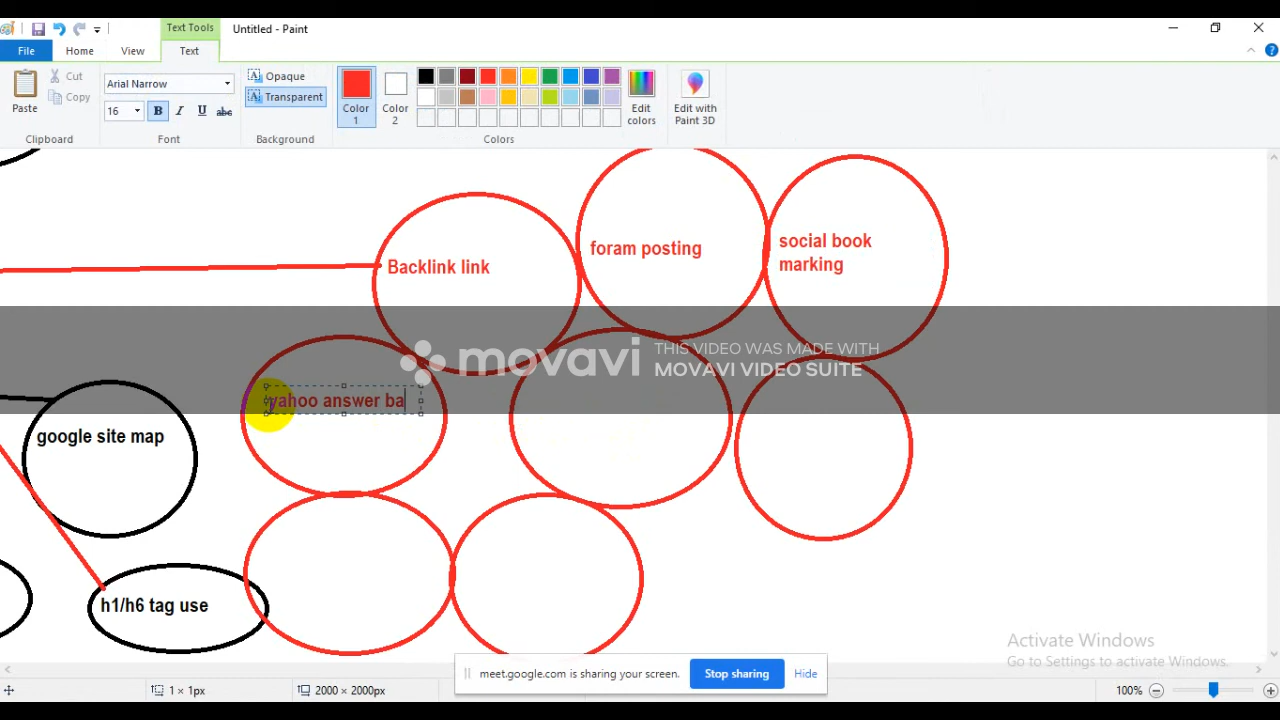 Text Tools
Untitled - Paint
File
Home
View
Text
Paste
Cut
Copy
Clipboard
Arial Narrow
16
B
I
U
abc
Font
Opaque
Transparent
Background
Color
1
Color
2
Edit
colors
Colors
Edit with
Paint 3D
Backlink link
foram posting
social book
marking
movavi
THIS VIDEO WAS MADE WITH
MOVAVI VIDEO SUITE
yahoo answer ba
google site map
h1/h6 tag use
Activate Windows
Go to Settings to activate Windows.
meet.google.com is sharing your screen.
Stop sharing
Hide
1 × 1px
2000 × 2000px
100%